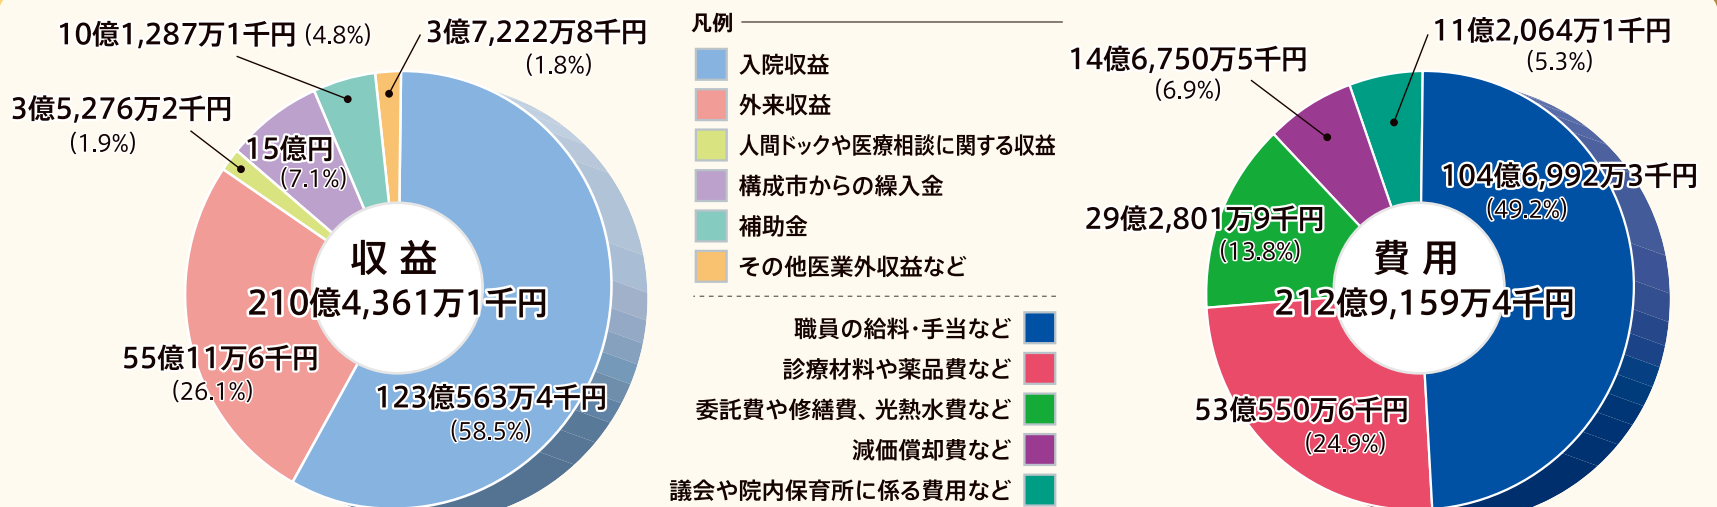 10億1,287万1千円 (4.8%)
3億7,222万8千円
(1.8%)
3億5,276万2千円
(1.9%)
15億円
(7.1%)
収益
210億4,361万1千円
55億11万6千円
(26.1%)
123億563万4千円
(58.5%)
凡例
入院収益
外来収益
人間ドックや医療相談に関する収益
構成市からの繰入金
補助金
その他医業外収益など
職員の給料･手当など
診療材料や薬品費など
委託費や修繕費、光熱水費など
減価償却費など
議会や院内保育所に係る費用など
11億2,064万1千円
(5.3%)
14億6,750万5千円
(6.9%)
104億6,992万3千円
(49.2%)
29億2,801万9千円
(13.8%)
費用
212億9,159万4千円
53億550万6千円
(24.9%)